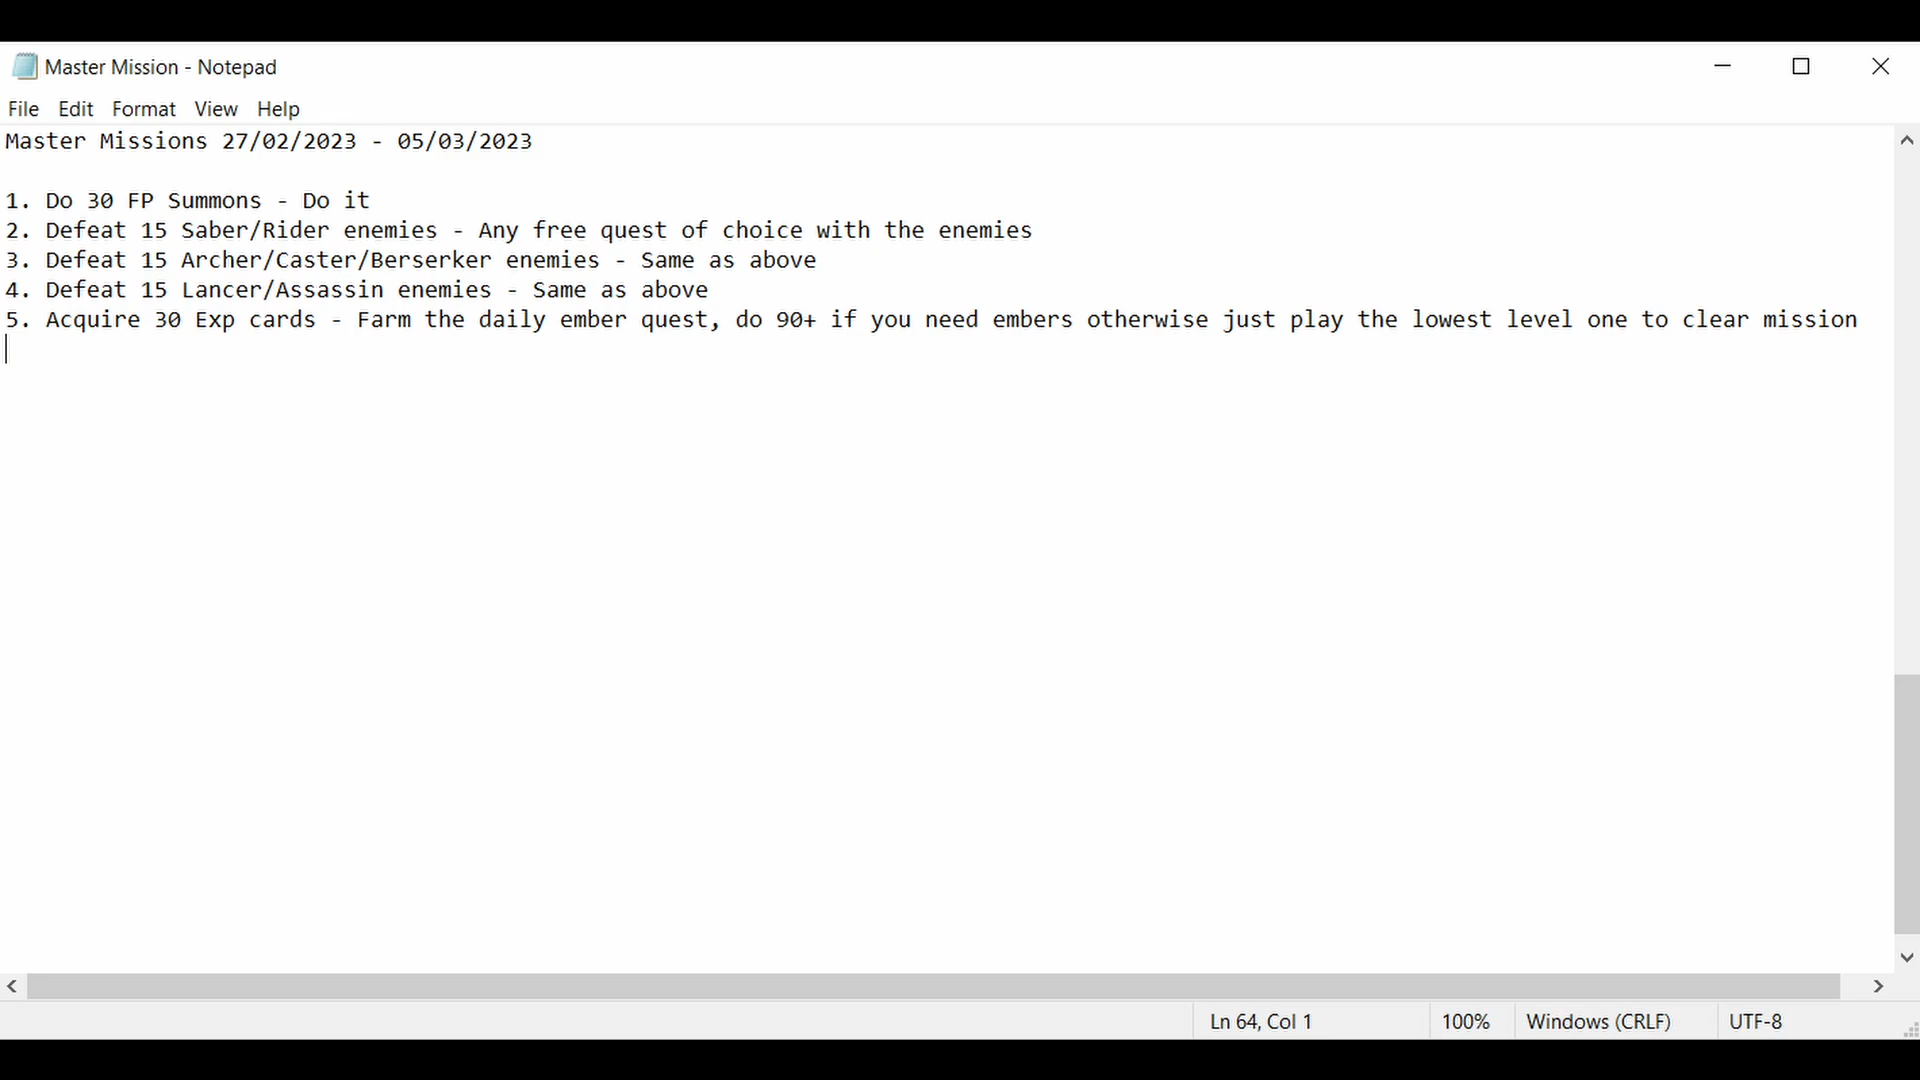 Master Mission - Notepad
File Edit Format View Help
Master Missions 27/02/2023 - 05/03/2023
1. Do 30 FP Summons - Do it
2. Defeat 15 Saber/Rider enemies - Any free quest of choice with the enemies
3. Defeat 15 Archer/Caster/Berserker enemies - Same as above
4. Defeat 15 Lancer/Assassin enemies - Same as above
5. Acquire 30 Exp cards - Farm the daily ember quest, do 90+ if you need embers otherwise just play the lowest level one to clear mission
Ln 64, Col 1 100% Windows (CRLF) UTF-8